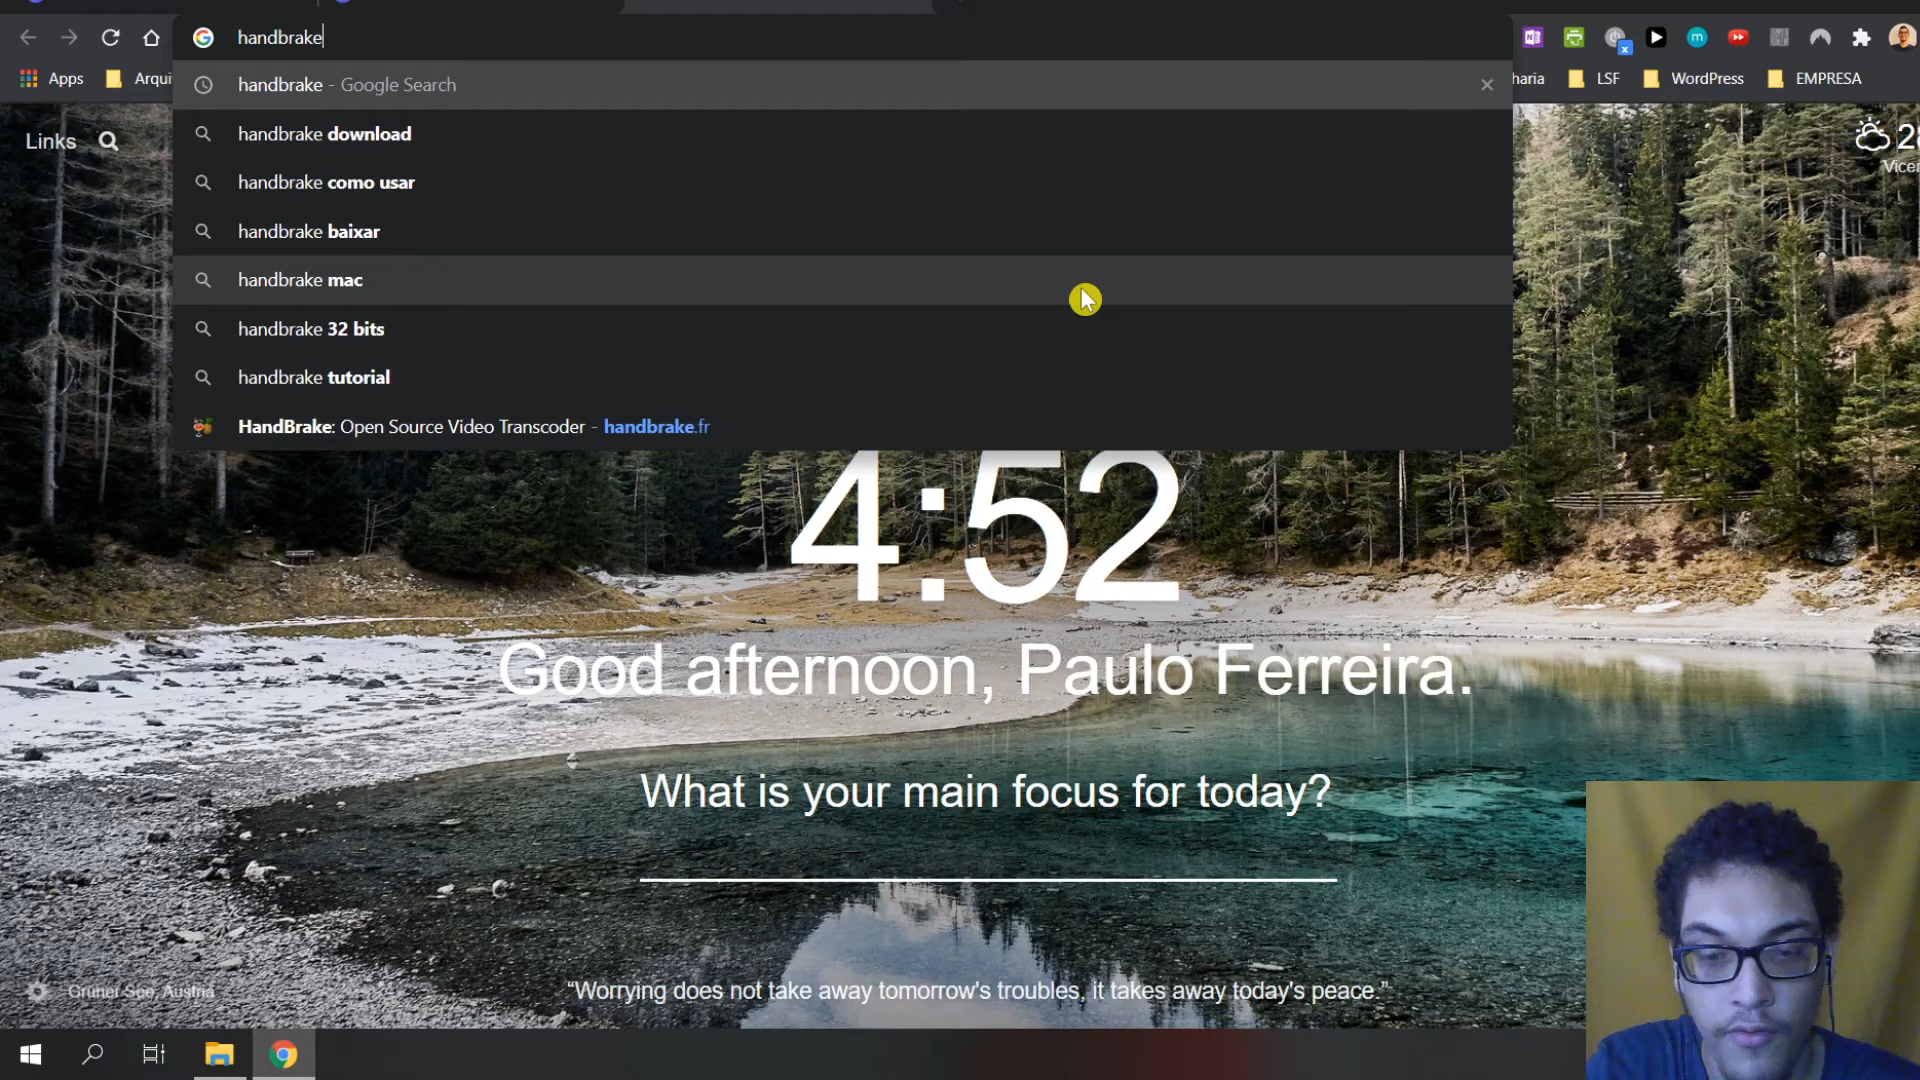 handbrake
Apps
Arqui
haria
LSF
WordPress
EMPRESA
handbrake - Google Search
handbrake download
handbrake como usar
handbrake baixar
handbrake mac
handbrake 32 bits
handbrake tutorial
HandBrake: Open Source Video Transcoder - handbrake.fr
Links
Vicen
4:52
Good afternoon, Paulo Ferreira.
What is your main focus for today?
Gruner See, Austria
“Worrying does not take away tomorrow's troubles, it takes away today's peace.”